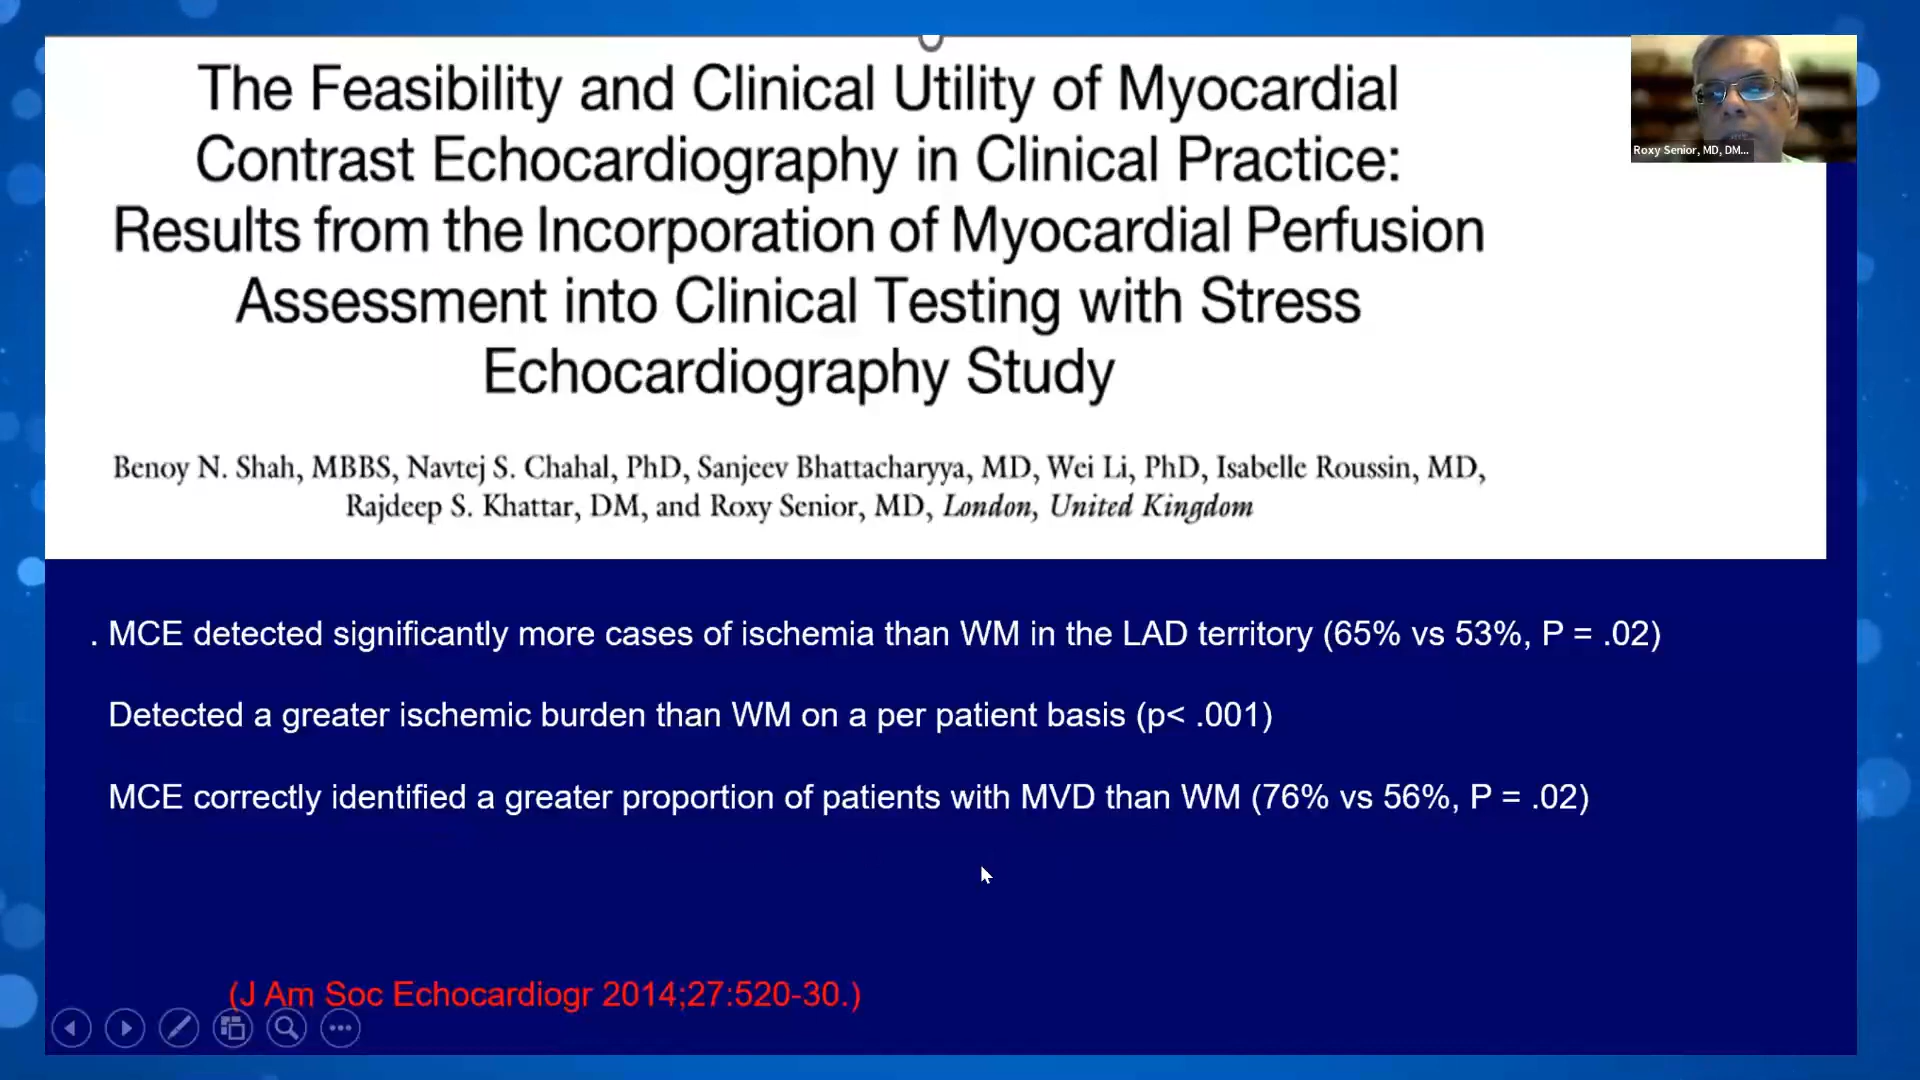 The Feasibility and Clinical Utility of Myocardial
Contrast Echocardiography in Clinical Practice:
Results from the Incorporation of Myocardial Perfusion
Assessment into Clinical Testing with Stress
Echocardiography Study
Benoy N. Shah, MBBS, Navtej S. Chahal, PhD, Sanjeev Bhattacharyya, MD, Wei Li, PhD, Isabelle Roussin, MD,
Rajdeep S. Khattar, DM, and Roxy Senior, MD, London, United Kingdom
Roxy Senior, MD, DM...
. MCE detected significantly more cases of ischemia than WM in the LAD territory (65% vs 53%, P = .02)
Detected a greater ischemic burden than WM on a per patient basis (p< .001)
MCE correctly identified a greater proportion of patients with MVD than WM (76% vs 56%, P = .02)
(J Am Soc Echocardiogr 2014;27:520-30.)